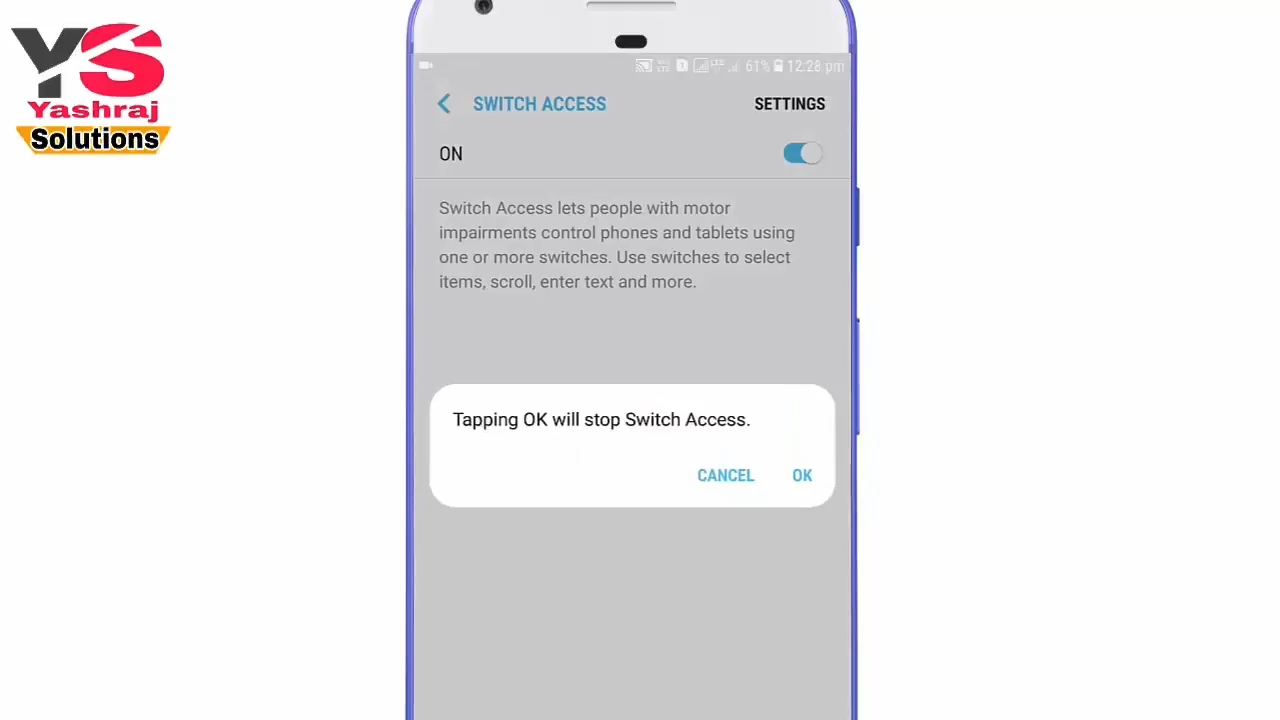 YS
Yashraj
Solutions
61% 12:28 pm
SWITCH ACCESS SETTINGS
ON
Switch Access lets people with motor
impairments control phones and tablets using
one or more switches. Use switches to select
items, scroll, enter text and more.
Tapping OK will stop Switch Access.
CANCEL OK